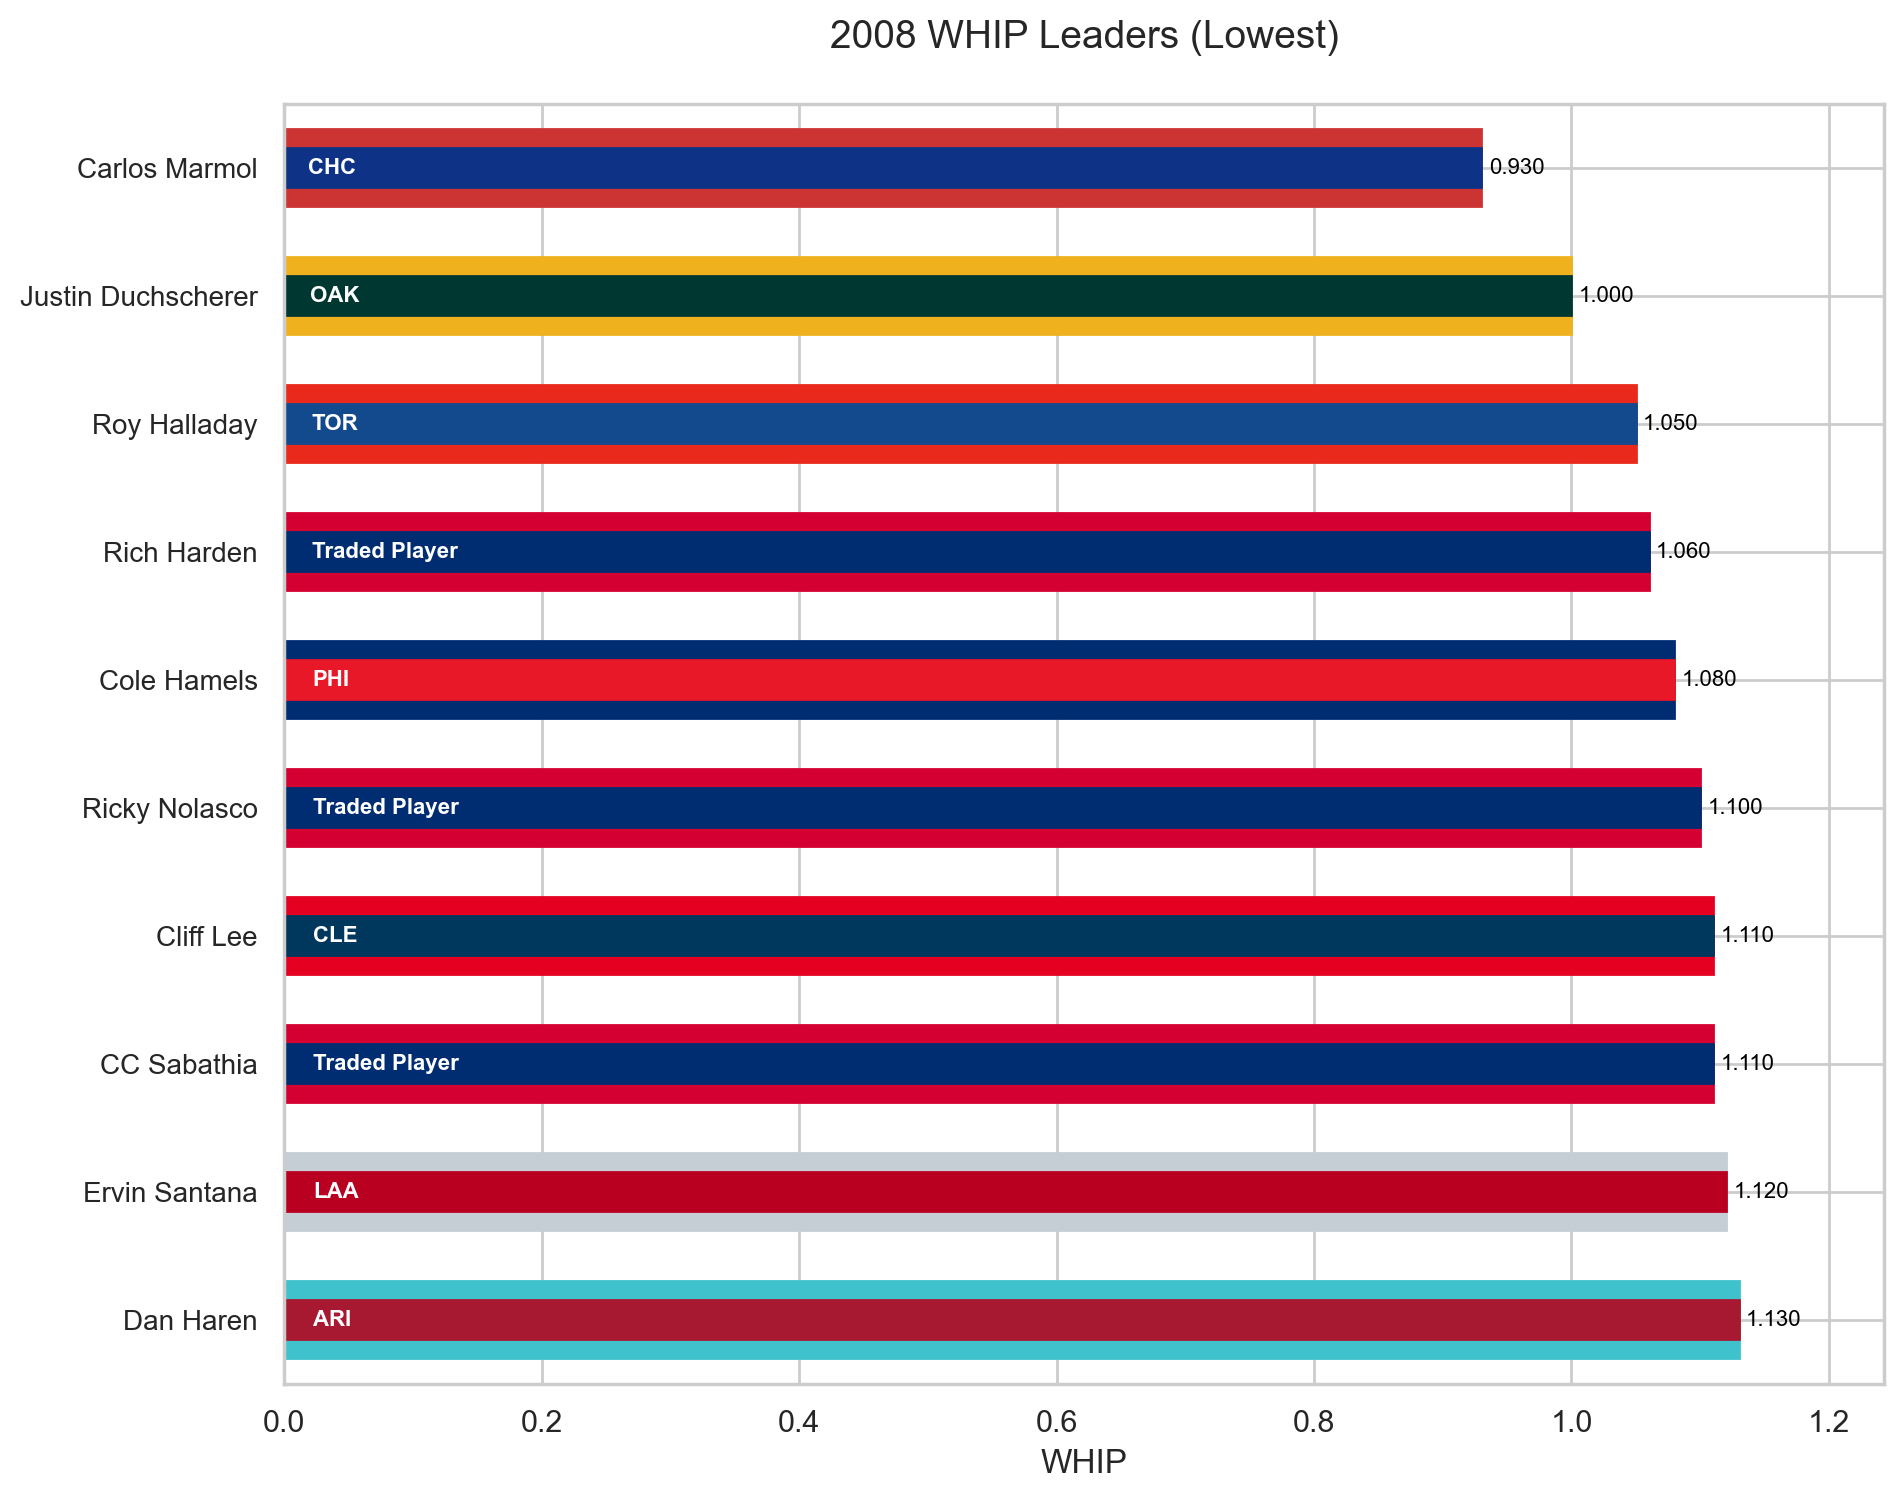 2008 WHIP Leaders (Lowest)
Carlos Marmol CHC 0.930
Justin Duchscherer OAK 1.000
Roy Halladay TOR 1.050
Rich Harden Traded Player 1.060
Cole Hamels PHI 1.080
Ricky Nolasco Traded Player 1.100
Cliff Lee CLE 1.110
CC Sabathia Traded Player 1.110
Ervin Santana LAA 1.120
Dan Haren ARI 1.130
0.0 0.2 0.4 0.6 0.8 1.0 1.2
WHIP